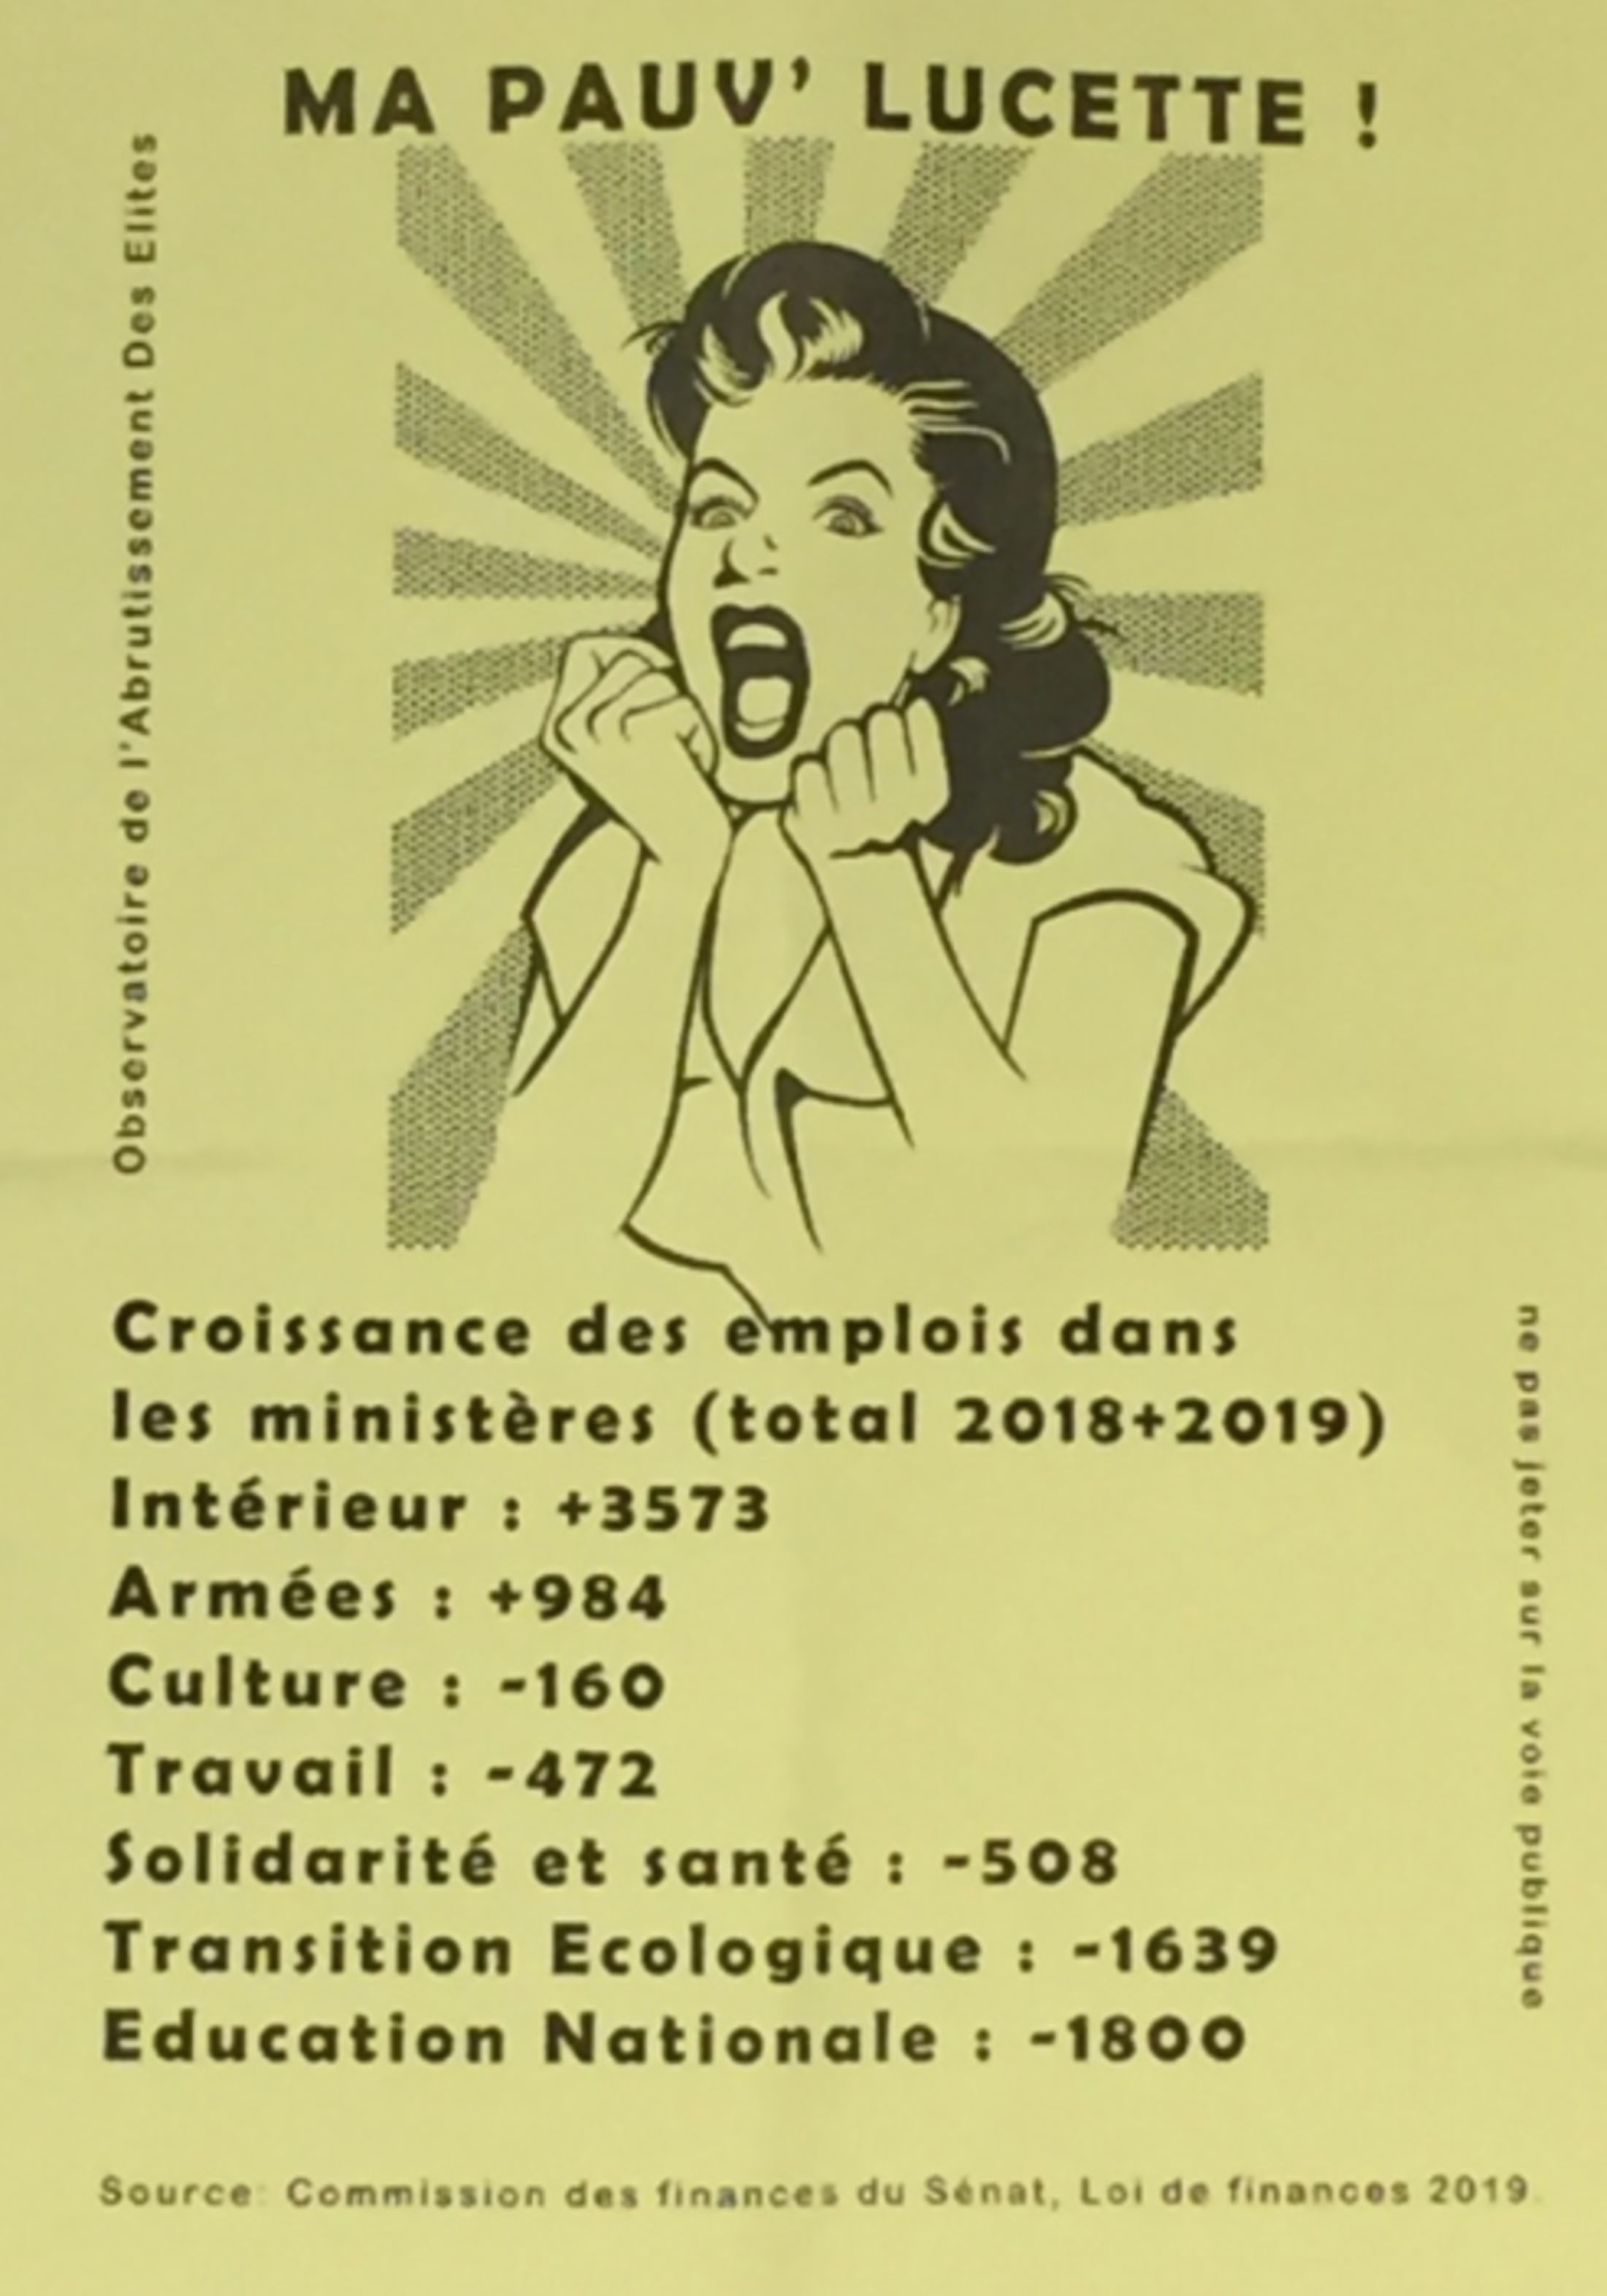 MA PAUV' LUCETTE !
Observatoire de l'Abrutissement Des Elites
Croissance des emplois dans
les ministères (total 2018+2019)
Intérieur : +3573
Armées : +984
Culture : -160
Travail : -472
Solidarité et santé : -508
Transition Ecologique : -1639
Education Nationale : -1800
ne pas jeter sur la voie publique
Source: Commission des finances du Sénat, Loi de finances 2019.